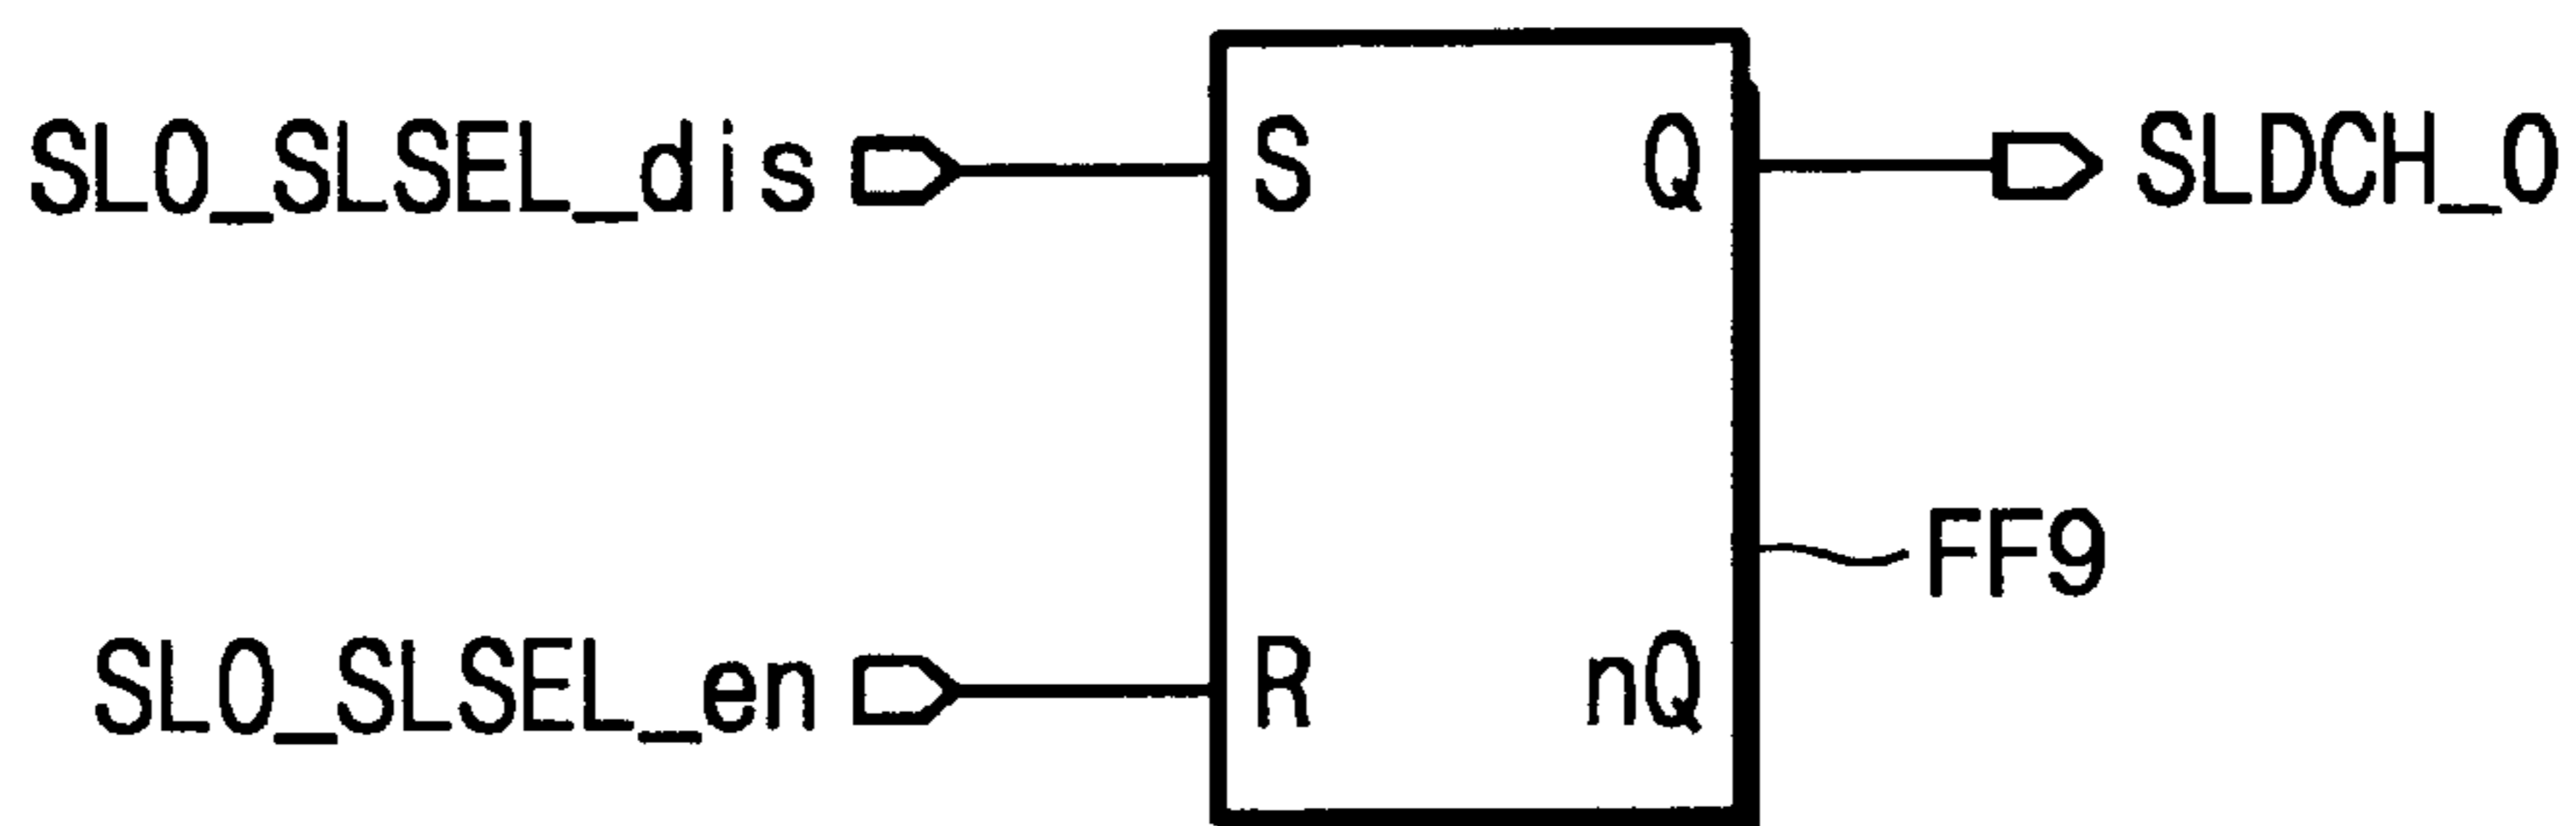 SL0_SLSEL_dis
S
Q
SLDCH_0
FF9
SL0_SLSEL_en
R
nQ